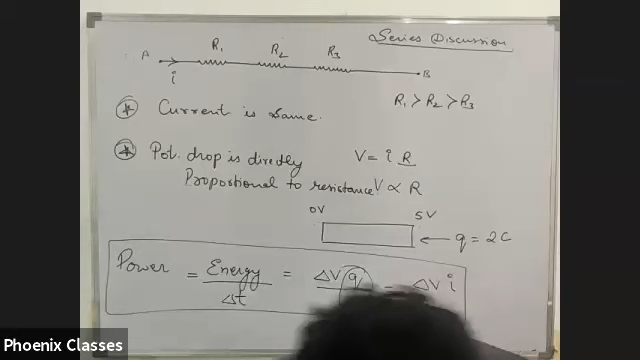 Series Discussion
A R1 R2 R3 B
i
R1 > R2 > R3
Current is same.
Pot. drop is directly V = i R
Proportional to resistance V ∝ R
0V 5V
q = 2C
Power = Energy / Δt = ΔV q = ΔV i
Phoenix Classes